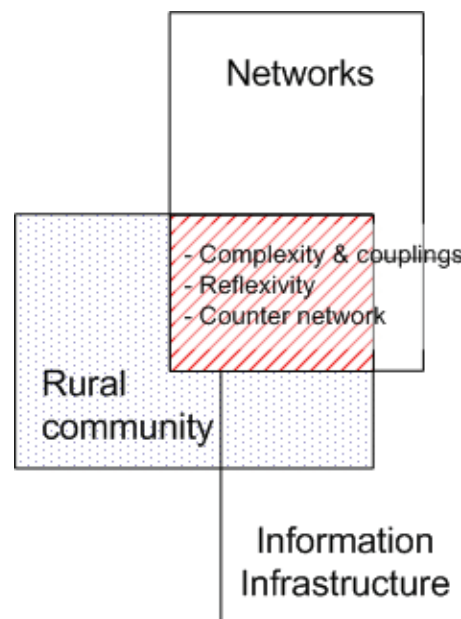 Networks
- Complexity & couplings
- Reflexivity
- Counter network
Rural
community
Information
Infrastructure